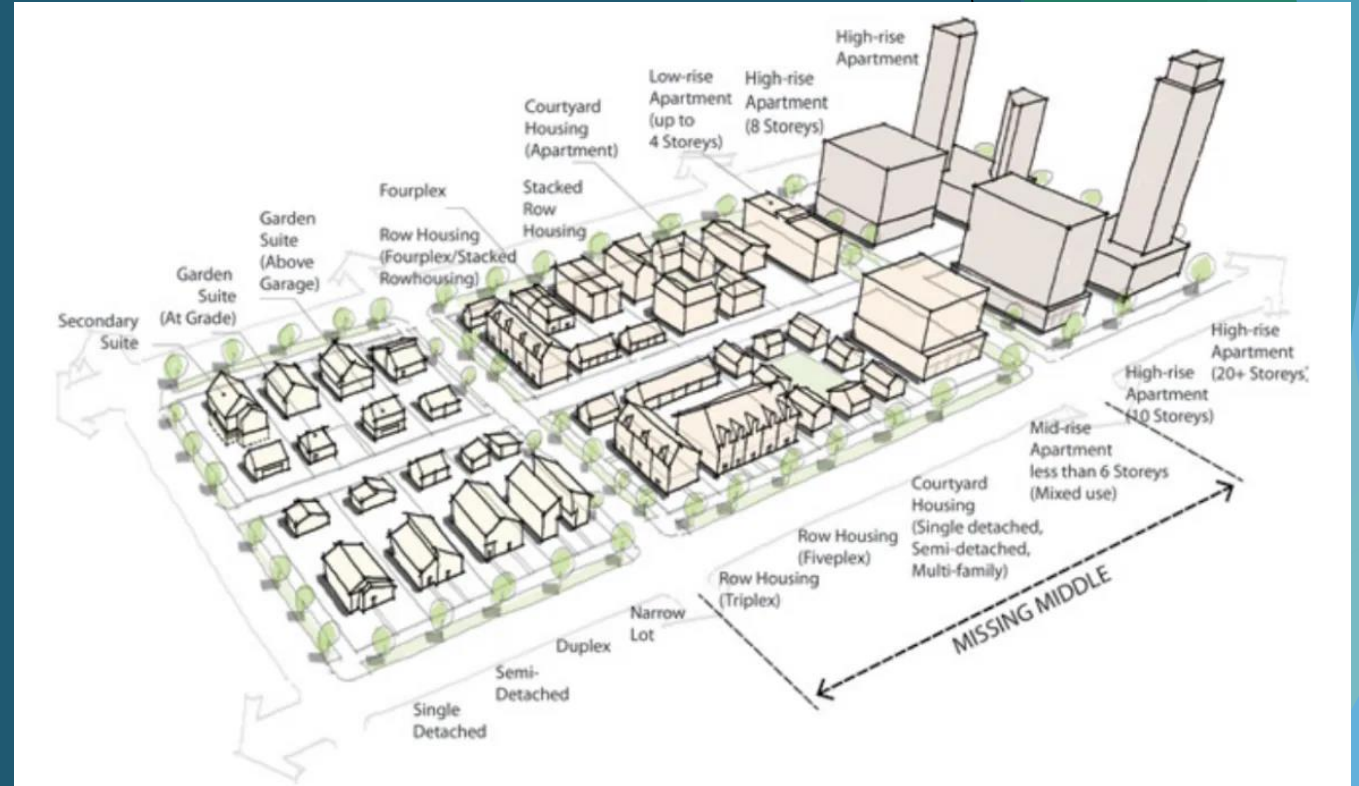 High-rise
Apartment
Low-rise
Apartment
(up to
4 Storeys)
High-rise
Apartment
(8 Storeys)
Courtyard
Housing
(Apartment)
Fourplex
Stacked
Row
Housing
Garden
Suite
(Above
Garage)
Row Housing
(Fourplex/Stacked
Rowhousing)
Garden
Suite
(At Grade)
Secondary
Suite
High-rise
Apartment
(20+ Storeys)
High-rise
Apartment
(10 Storeys)
Mid-rise
Apartment
less than 6 Storeys
(Mixed use)
Courtyard
Housing
(Single detached,
Semi-detached,
Multi-family)
Row Housing
(Fiveplex)
Row Housing
(Triplex)
MISSING MIDDLE
Narrow
Lot
Duplex
Semi-
Detached
Single
Detached